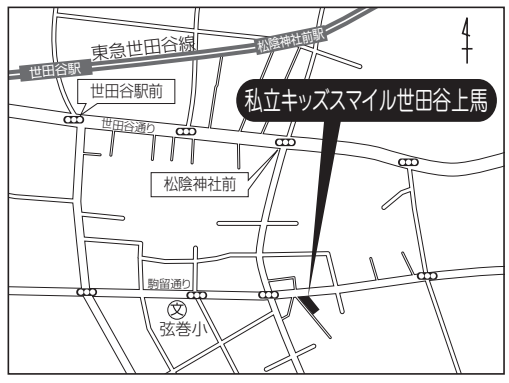 東急世田谷線
松陰神社前駅
世田谷駅
世田谷駅前
私立キッズスマイル世田谷上馬
世田谷通り
松陰神社前
駒留通り
文
弦巻小